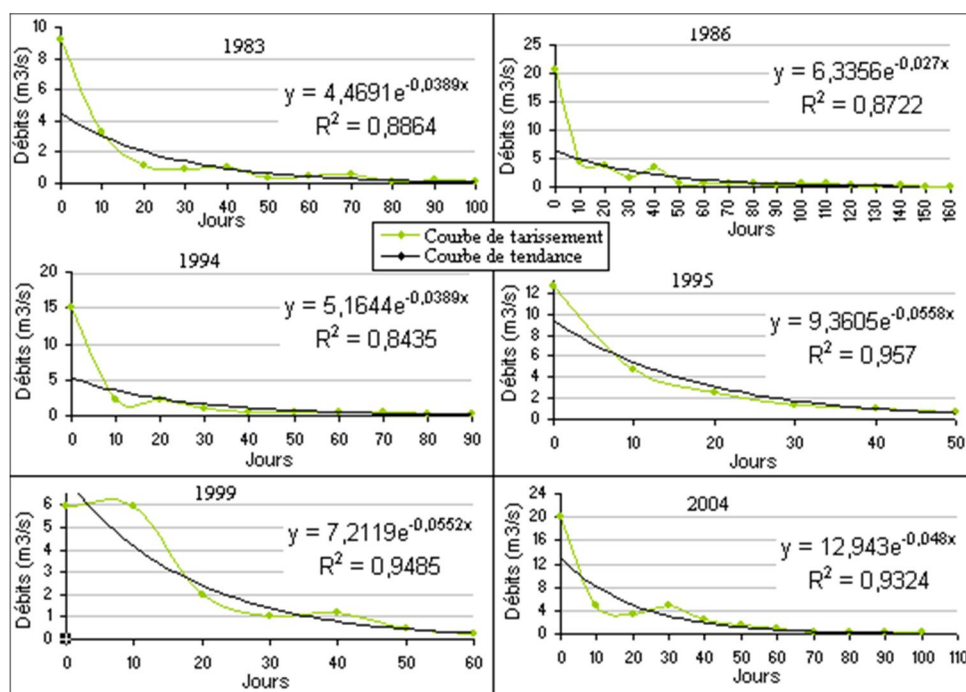 1983
Débits (m3/s)
10
8
6
4
2
0
y = 4,4691e^-0,0389x
R² = 0,8864
0 10 20 30 40 50 60 70 80 90 100
Jours
1986
Débits (m3/s)
25
20
15
10
5
0
y = 6,3356e^-0,027x
R² = 0,8722
0 10 20 30 40 50 60 70 80 90 100 110 120 130 140 150 160
Jours
Courbe de tarissement
Courbe de tendance
1994
Débits (m3/s)
20
15
10
5
0
y = 5,1644e^-0,0389x
R² = 0,8435
0 10 20 30 40 50 60 70 80 90
Jours
1995
Débits (m3/s)
12
10
8
6
4
2
0
y = 9,3605e^-0,0558x
R² = 0,957
0 10 20 30 40 50
Jours
1999
Débits (m3/s)
6
5
4
3
2
1
0
y = 7,2119e^-0,0552x
R² = 0,9485
0 10 20 30 40 50 60
Jours
2004
Débits (m3/s)
24
20
16
12
8
4
0
y = 12,943e^-0,048x
R² = 0,9324
0 10 20 30 40 50 60 70 80 90 100 110
Jours